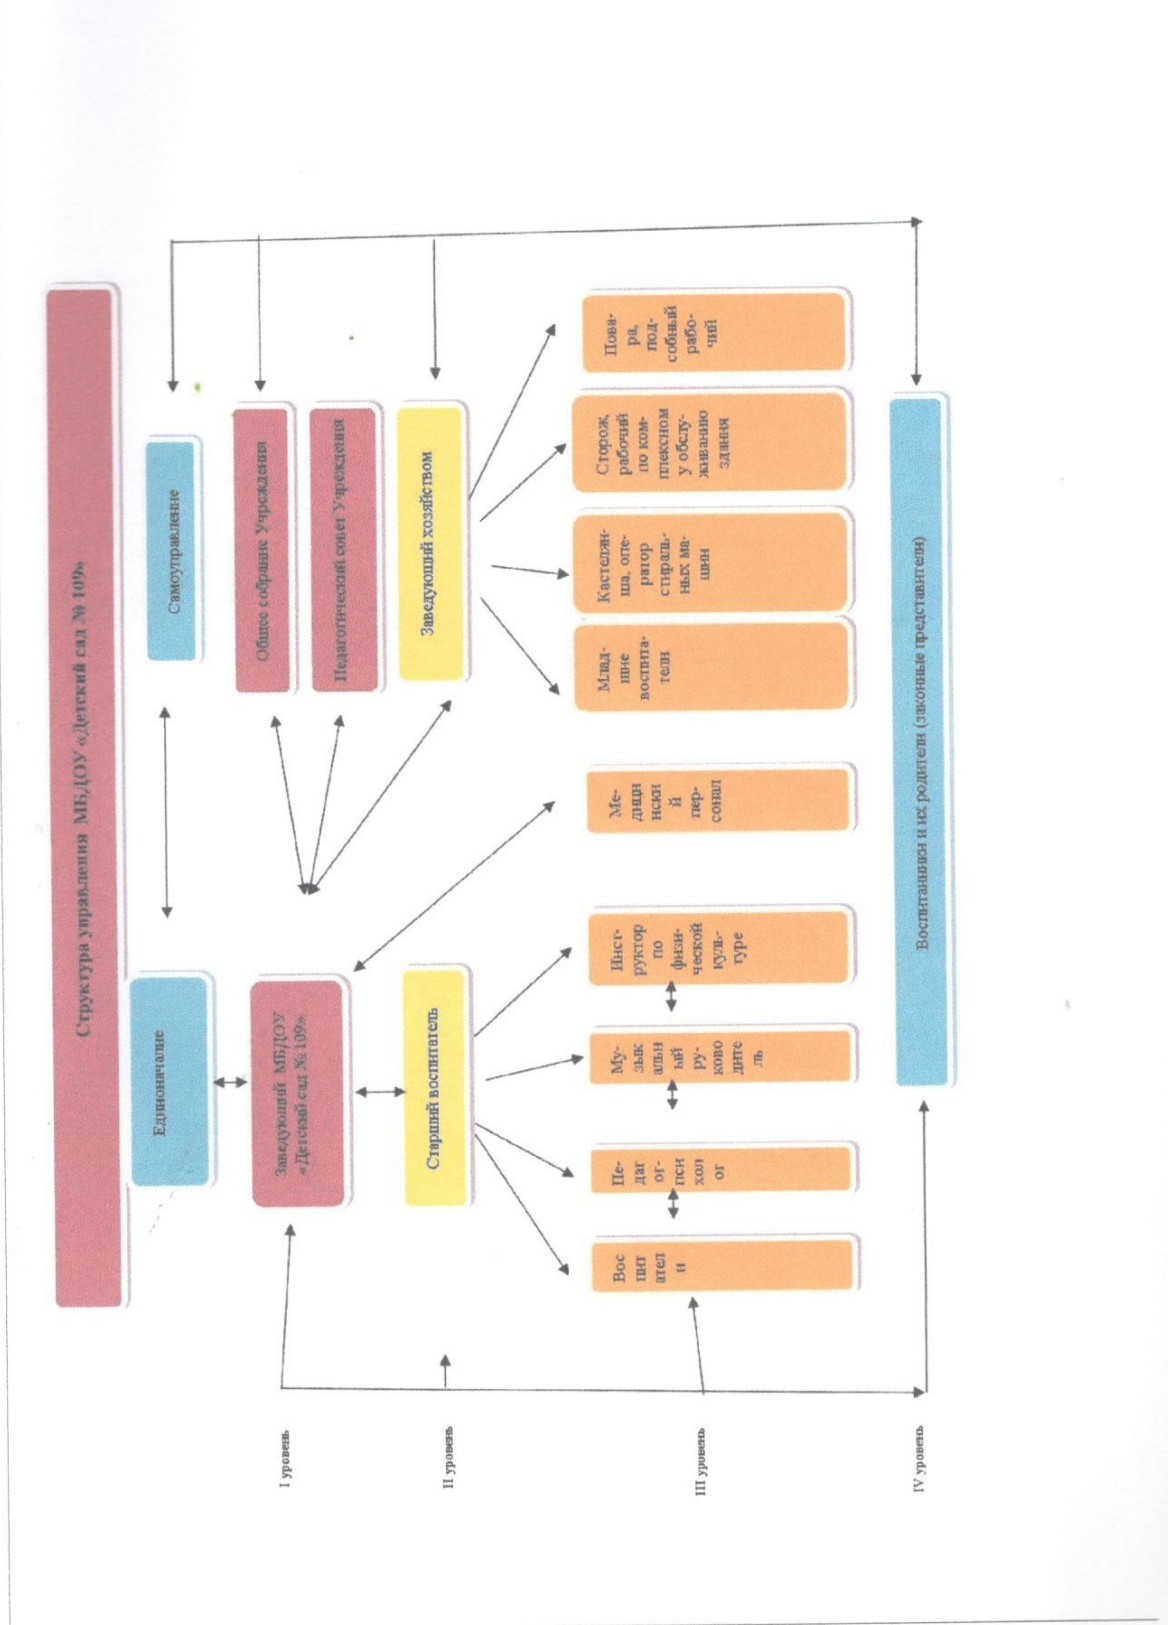 Структура управления МБДОУ «Детский сад № 109»
Единоначалие
Самоуправление
I уровень
Заведующий МБДОУ
«Детский сад № 109»
Общее собрание Учреждения
Педагогический совет Учреждения
II уровень
Старший воспитатель
Заведующий хозяйством
III уровень
Вос
пит
ател
и
Пе-
даг
ог-
пси
хол
ог
Му-
зык
альн
ый
ру-
ково
дите
ль
Инст-
руктор
по
физи-
ческой
куль-
туре
Ме-
дици
нски
й
пер-
сонал
Млад-
шие
воспита-
тели
Кастелян-
ша, опе-
ратор
стираль-
ных ма-
шин
Сторож,
рабочий
по ком-
плексном
у обслу-
живанию
здания
Пова-
ра,
под-
собный
рабо-
чий
IV уровень
Воспитанники и их родители (законные представители)